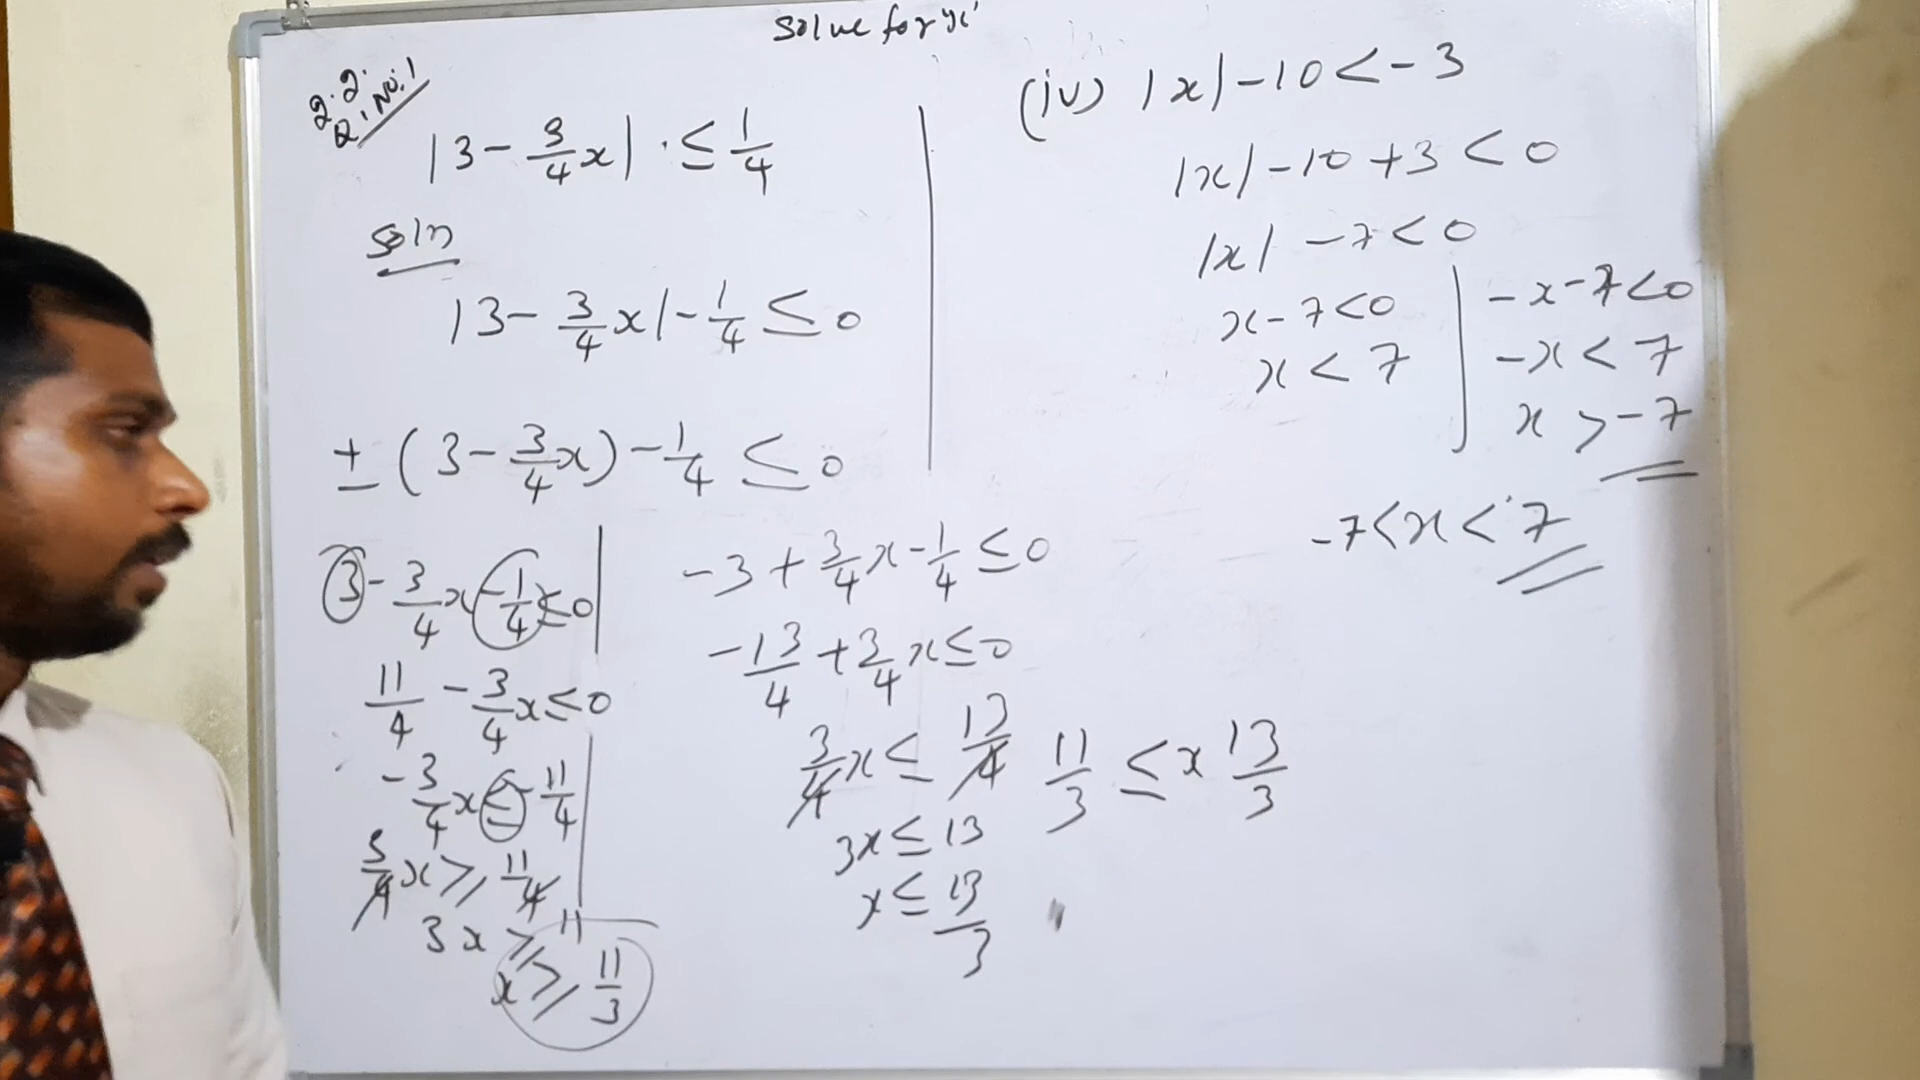 Solve for 'x'
2.2
Q.No.1
|3 - 3/4 x| ≤ 1/4
Soln
|3 - 3/4 x| - 1/4 ≤ 0
± (3 - 3/4 x) - 1/4 ≤ 0
3 - 3/4 x - 1/4 ≤ 0
11/4 - 3/4 x ≤ 0
-3/4 x ≤ -11/4
3/4 x ≥ 11/4
3x ≥ 11
x ≥ 11/3
-3 + 3/4 x - 1/4 ≤ 0
-13/4 + 3/4 x ≤ 0
3/4 x ≤ 13/4
3x ≤ 13
x ≤ 13/3
11/3 ≤ x 13/3
(iv) |x| - 10 < -3
|x| - 10 + 3 < 0
|x| - 7 < 0
x - 7 < 0
x < 7
-x - 7 < 0
-x < 7
x > -7
-7 < x < 7